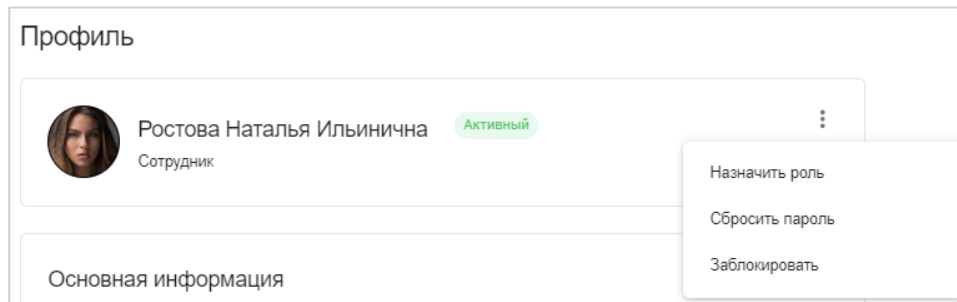 Профиль
Ростова Наталья Ильинична Активный
Сотрудник
Назначить роль
Сбросить пароль
Заблокировать
Основная информация